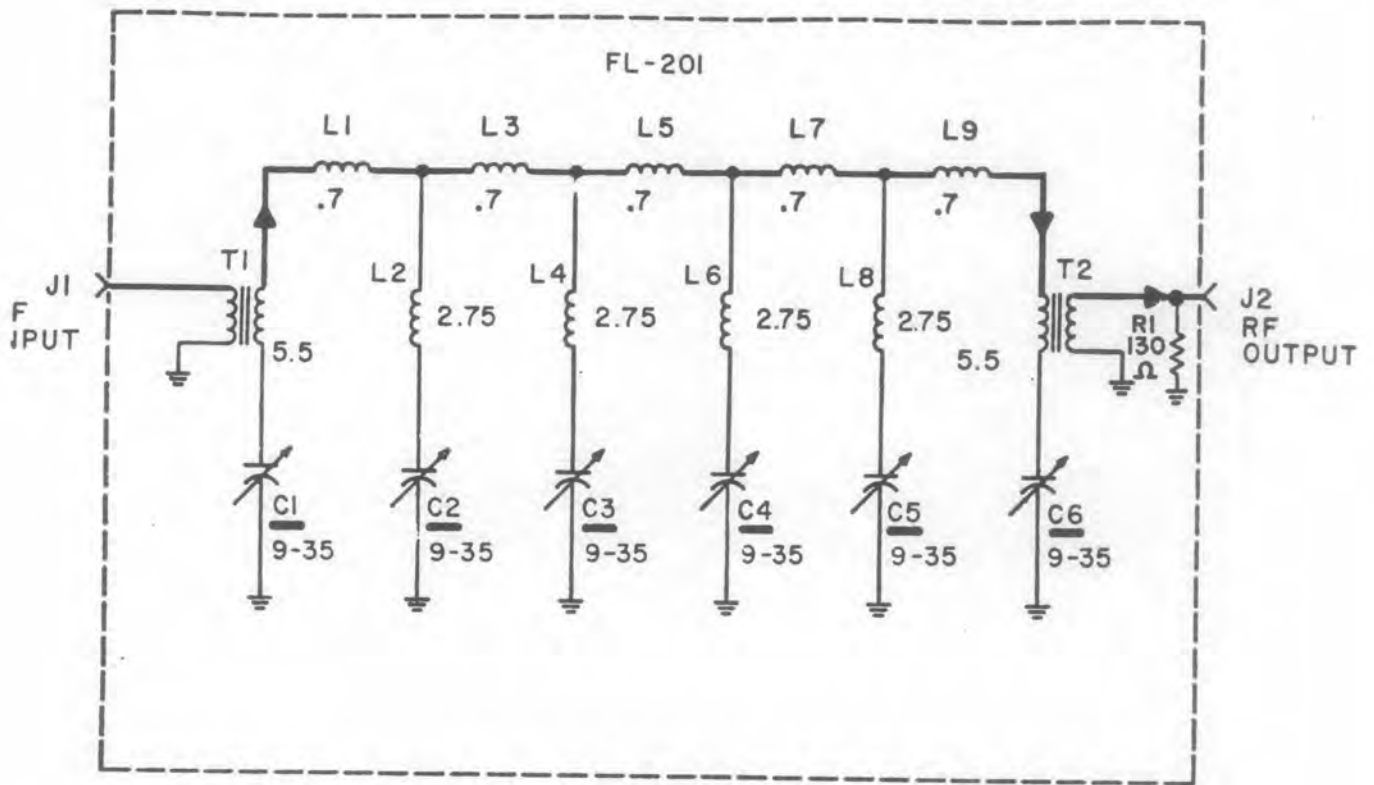 FL-201
L1 L3 L5 L7 L9
.7 .7 .7 .7 .7
J1
F
T1
L2 L4 L6 L8
T2
J2
RF
OUTPUT
5.5
2.75 2.75 2.75 2.75
5.5
R1
130
Ω
C1 C2 C3 C4 C5 C6
9-35 9-35 9-35 9-35 9-35 9-35